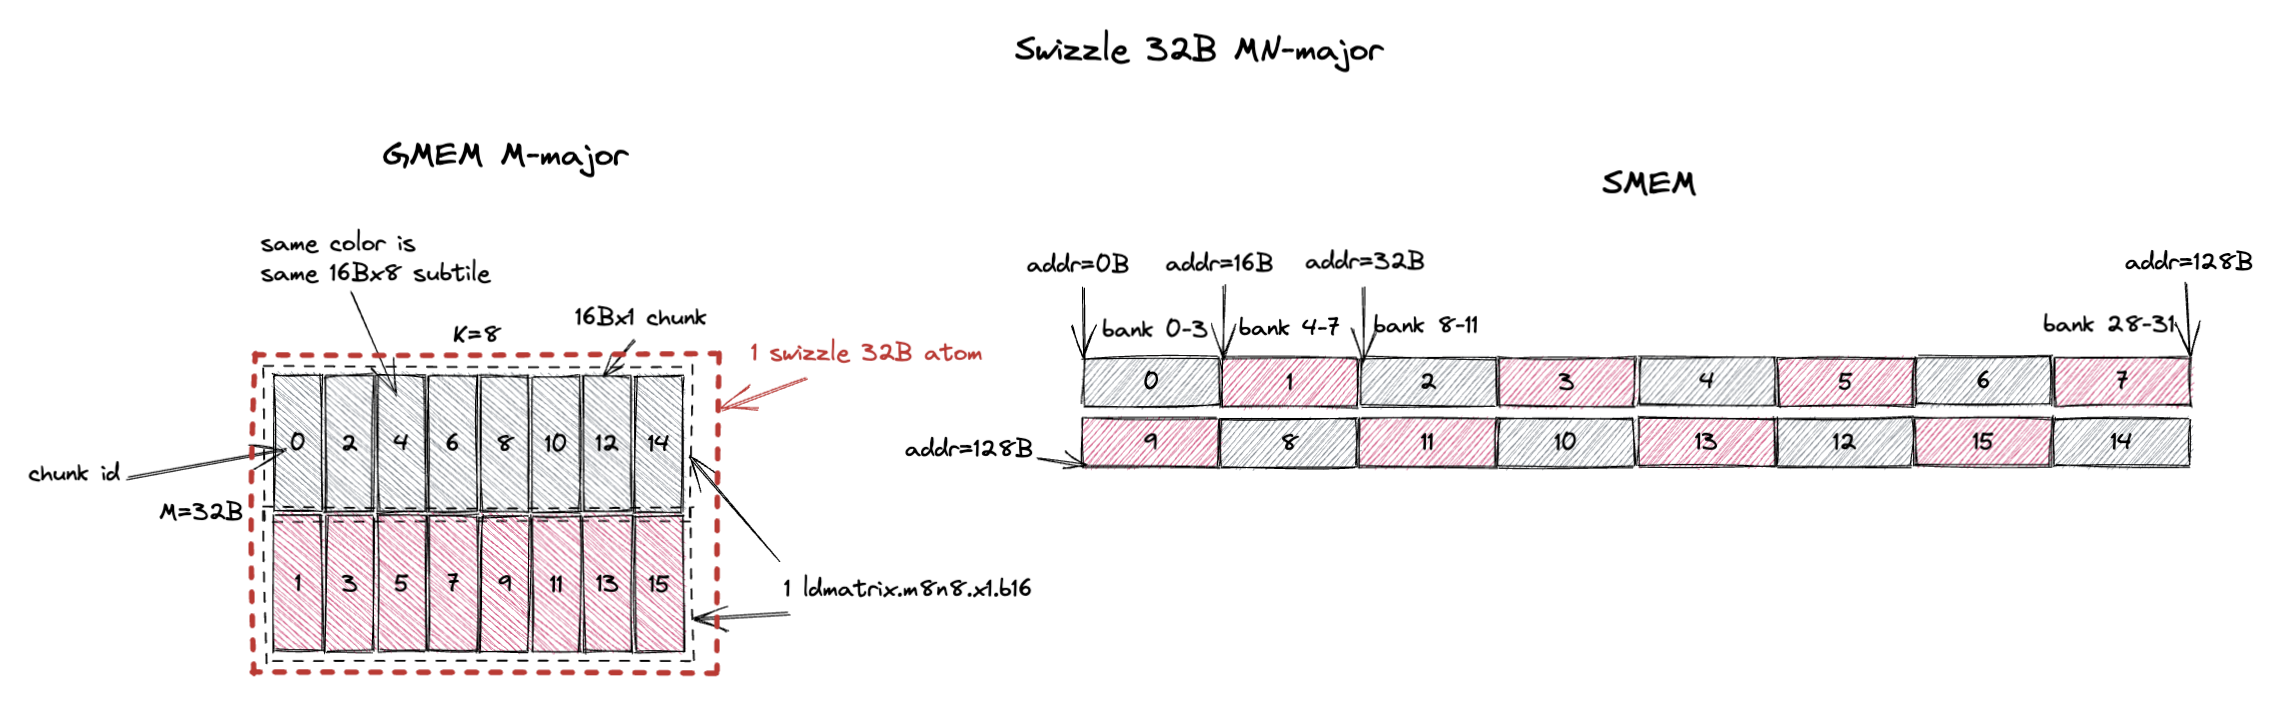 Swizzle 32B MN-major
GMEM M-major
same color is
same 16Bx8 subtile
K=8
16Bx1 chunk
1 swizzle 32B atom
0 2 4 6 8 10 12 14
chunk id
M=32B
1 3 5 7 9 11 13 15
1 ldmatrix.m8n8.x1.b16
SMEM
addr=0B addr=16B addr=32B addr=128B
bank 0-3 bank 4-7 bank 8-11 bank 28-31
0 1 2 3 4 5 6 7
addr=128B
9 8 11 10 13 12 15 14